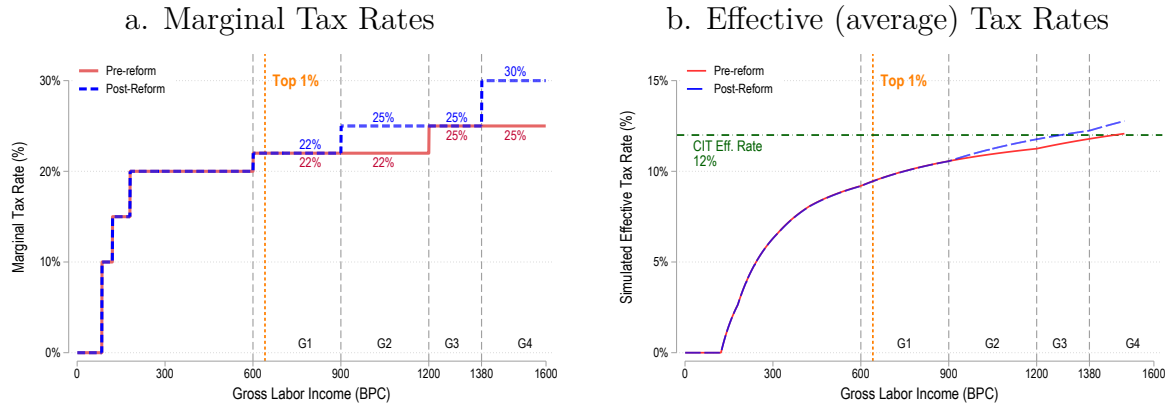 a. Marginal Tax Rates
Pre-reform
Post-Reform
Top 1%
30%
20%
10%
0%
Marginal Tax Rate (%)
22%
22%
25%
22%
25%
25%
30%
25%
G1
G2
G3
G4
0
300
600
900
1200
1380
1600
Gross Labor Income (BPC)
b. Effective (average) Tax Rates
Pre-reform
Post-Reform
Top 1%
15%
10%
5%
0%
Simulated Effective Tax Rate (%)
CIT Eff. Rate
12%
G1
G2
G3
G4
0
300
600
900
1200
1380
1600
Gross Labor Income (BPC)